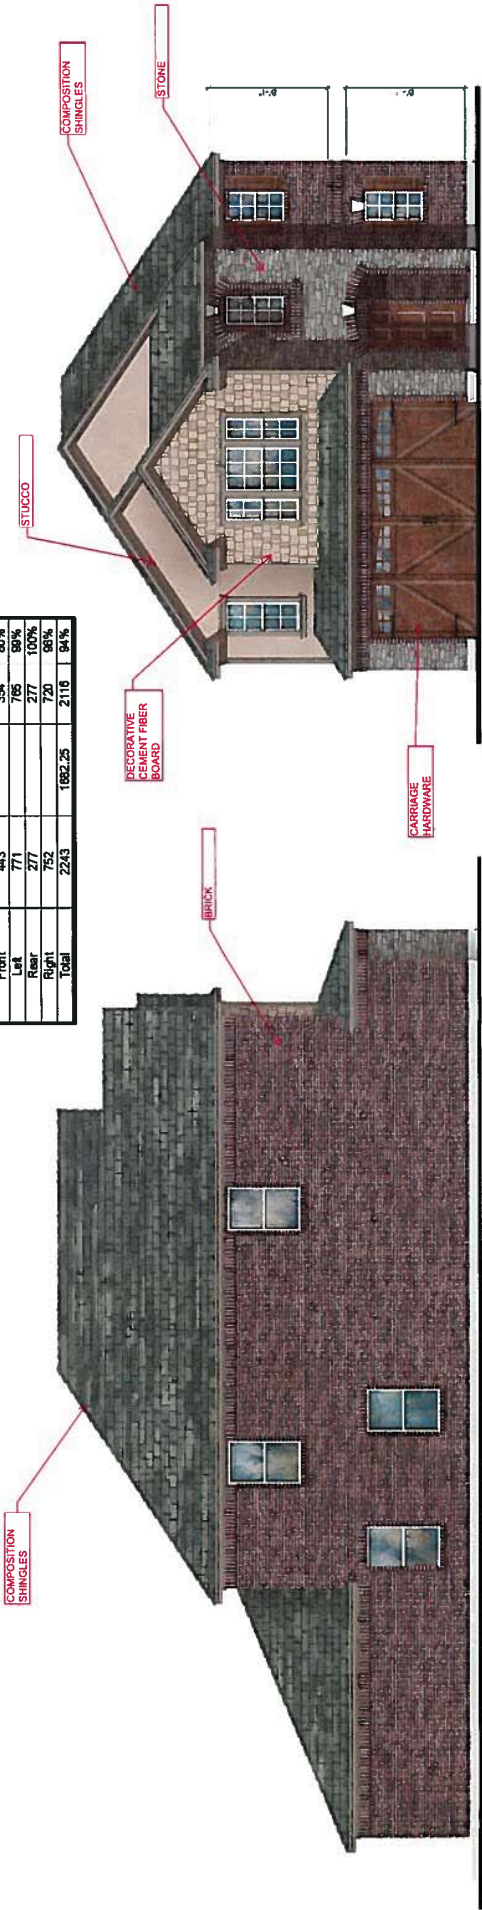 Left 771 765 99%
Rear 277 277 100%
Right 752 720 96%
Total 2243 1682.25 2116 94%
COMPOSITION
SHINGLES
BRICK
STUCCO
DECORATIVE
CEMENT FIBER
BOARD
CARRIAGE
HARDWARE
COMPOSITION
SHINGLES
STONE